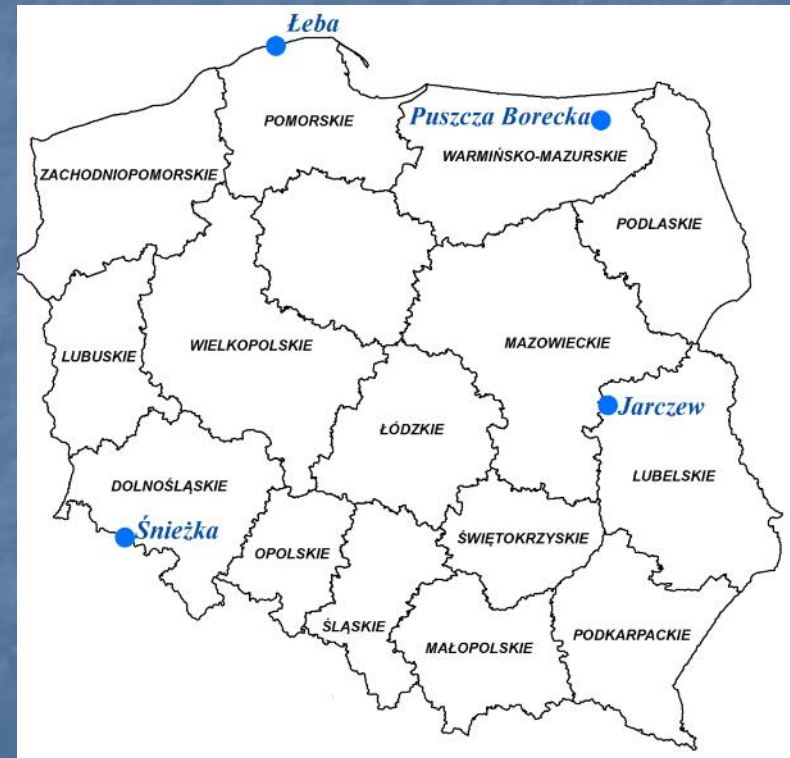 Łeba
POMORSKIE
Puszcza Borecka
WARMIŃSKO-MAZURSKIE
ZACHODNIOPOMORSKIE
PODLASKIE
WIELKOPOLSKIE
MAZOWIECKIE
LUBUSKIE
Jarczew
ŁÓDZKIE
LUBELSKIE
DOLNOŚLĄSKIE
Śnieżka
ŚWIĘTOKRZYSKIE
OPOLSKIE
ŚLĄSKIE
PODKARPACKIE
MAŁOPOLSKIE